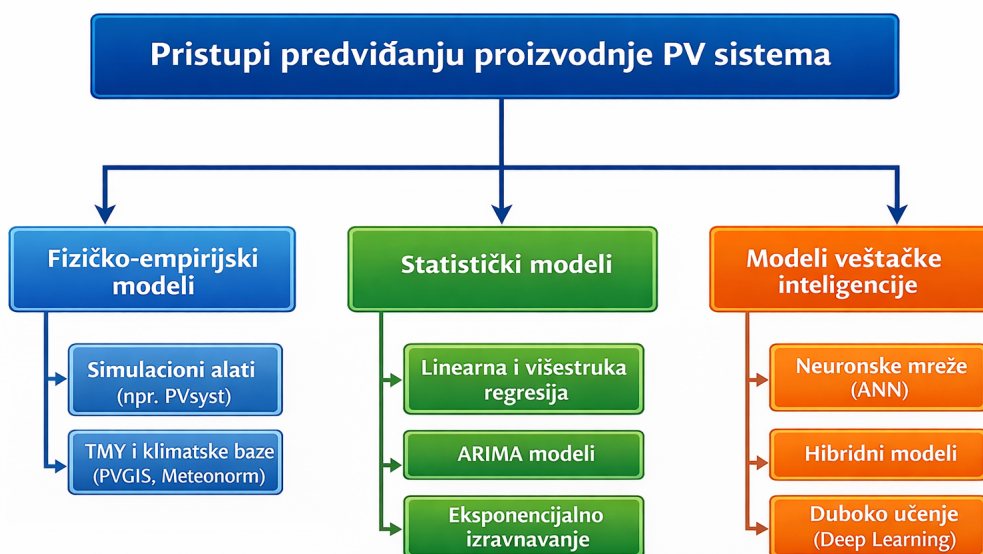 Pristupi predviđanju proizvodnje PV sistema
Fizičko-empirijski
modeli
Simulacioni alati
(npr. PVsyst)
TMY i klimatske baze
(PVGIS, Meteonorm)
Statistički modeli
Linearna i višestruka
regresija
ARIMA modeli
Eksponencijalno
izravnavanje
Modeli veštačke
inteligencije
Neuronske mreže
(ANN)
Hibridni modeli
Duboko učenje
(Deep Learning)